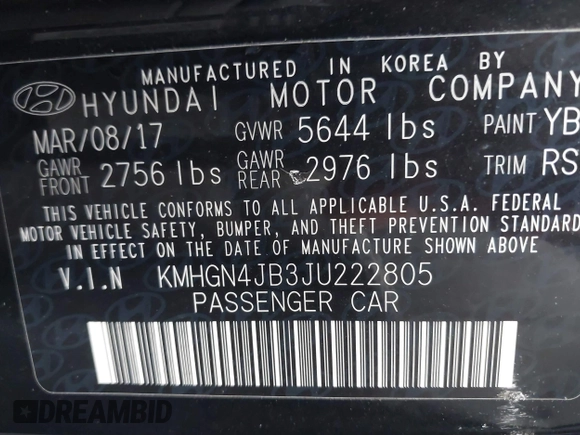 MANUFACTURED IN KOREA BY
HYUNDAI MOTOR COMPANY
MAR/08/17 GVWR 5644 lbs PAINT YB
GAWR FRONT 2756 lbs GAWR REAR 2976 lbs TRIM RS
THIS VEHICLE CONFORMS TO ALL APPLICABLE U.S.A. FEDERAL
MOTOR VEHICLE SAFETY, BUMPER, AND THEFT PREVENTION STANDARDS
IN EFFECT ON THE DATE OF MANUFACTURE SHOWN ABOVE
V.I.N KMHGN4JB3JU222805
PASSENGER CAR
DREAMBID